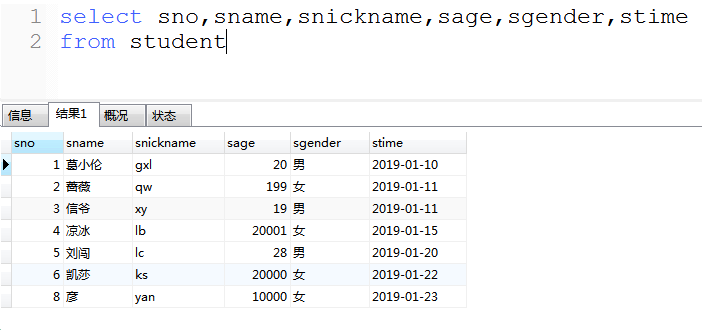 1 select sno,sname,snickname,sage,sgender,stime
2 from student
信息 结果1 概况 状态
sno sname snickname sage sgender stime
1 葛小伦 gxl 20 男 2019-01-10
2 蔷薇 qw 199 女 2019-01-11
3 信爷 xy 19 男 2019-01-11
4 凉冰 lb 20001 女 2019-01-15
5 刘闯 lc 28 男 2019-01-20
6 凯莎 ks 20000 女 2019-01-22
8 彦 yan 10000 女 2019-01-23